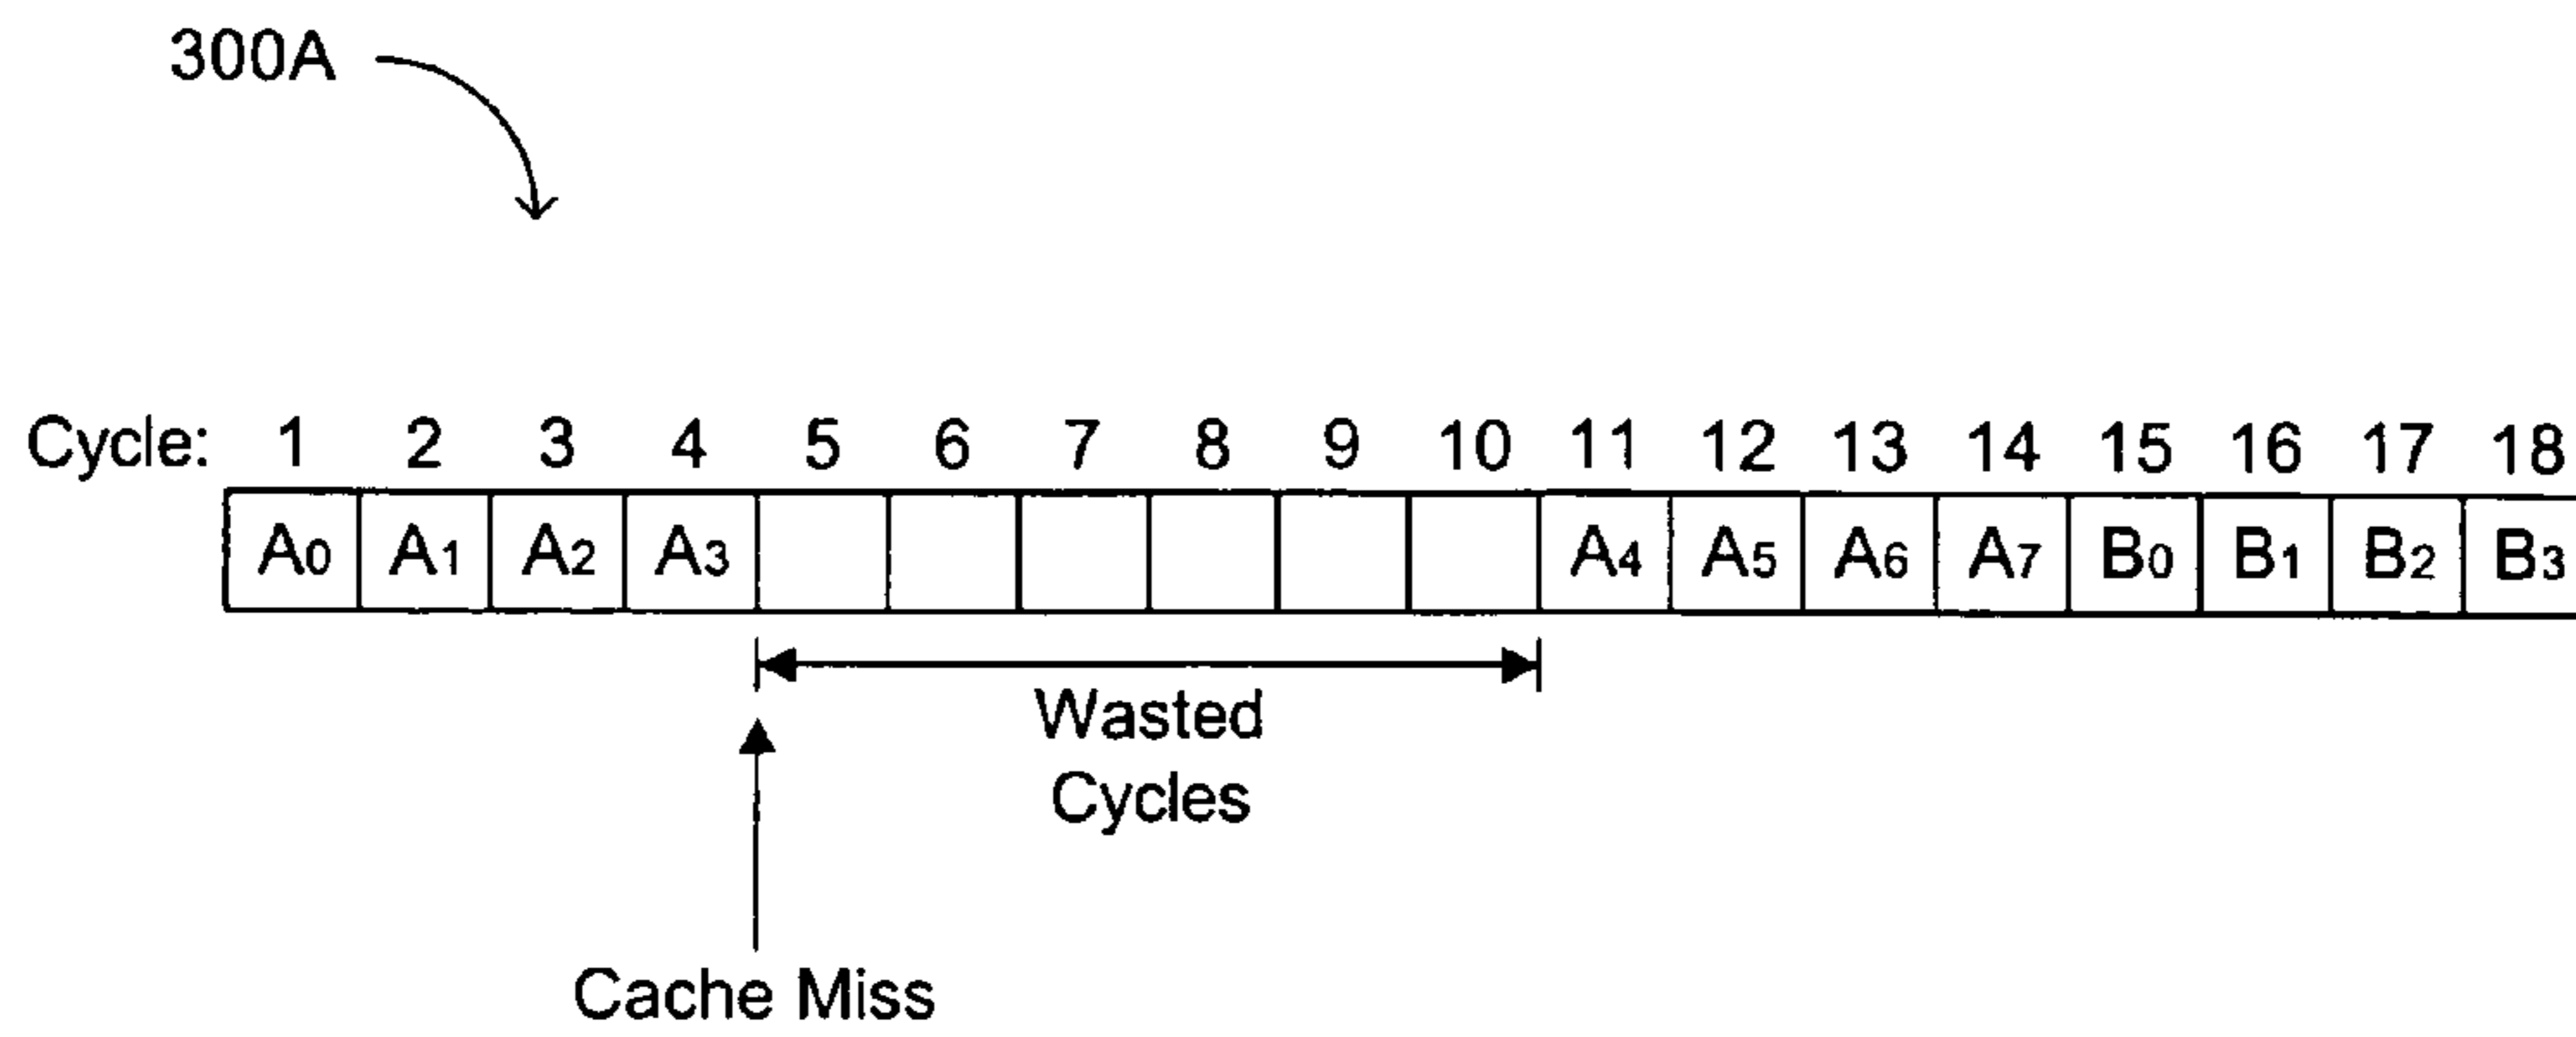 300A
Cycle: 1 2 3 4 5 6 7 8 9 10 11 12 13 14 15 16 17 18
A0 A1 A2 A3 A4 A5 A6 A7 B0 B1 B2 B3
Wasted
Cycles
Cache Miss